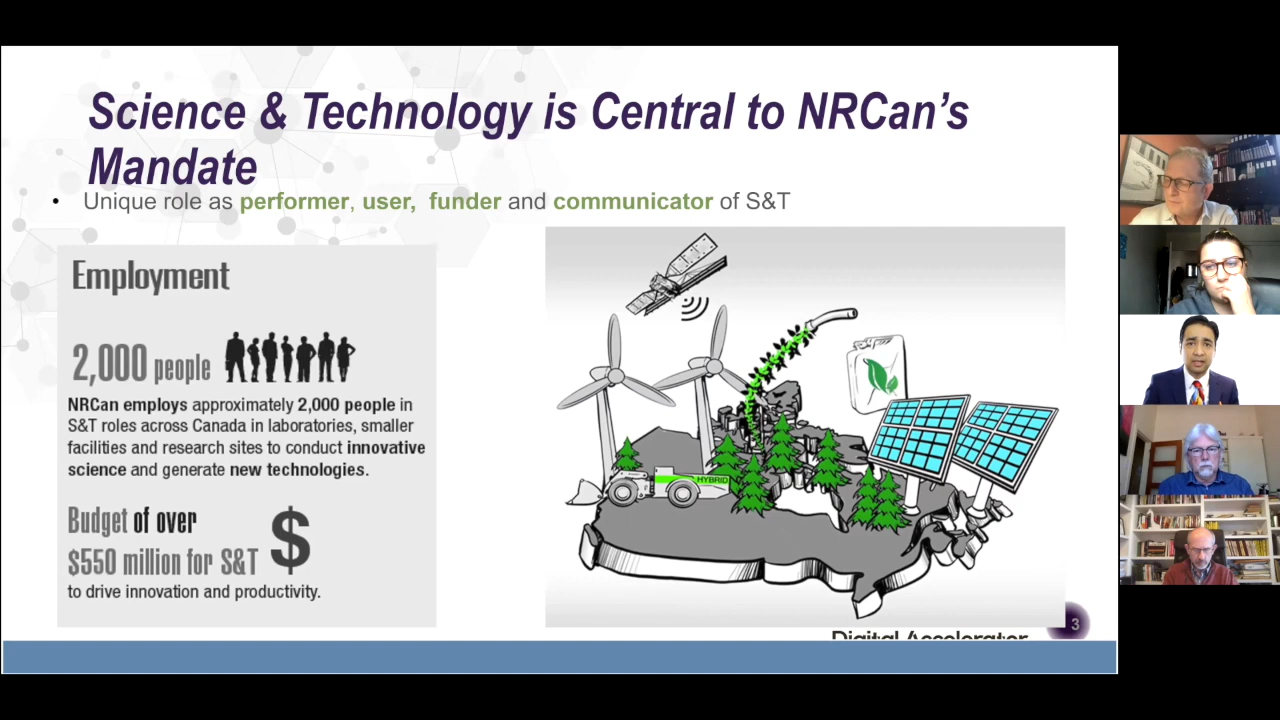 Science & Technology is Central to NRCan’s
Mandate
• Unique role as performer, user, funder and communicator of S&T
Employment
2,000 people
NRCan employs approximately 2,000 people in
S&T roles across Canada in laboratories, smaller
facilities and research sites to conduct innovative
science and generate new technologies.
Budget of over
$550 million for S&T
$
to drive innovation and productivity.
HYBRID
Digital Accelerator
3